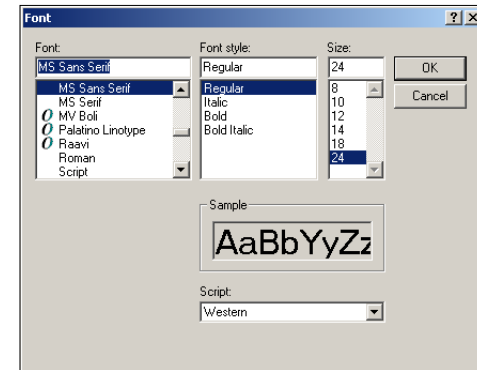 Font
Font: Font style: Size:
MS Sans Serif Regular 24 OK
MS Sans Serif Regular 8 Cancel
MS Serif Italic 10
MV Boli Bold 12
Palatino Linotype Bold Italic 14
Raavi 18
Roman 24
Script
Sample
AaBbYyZz
Script:
Western